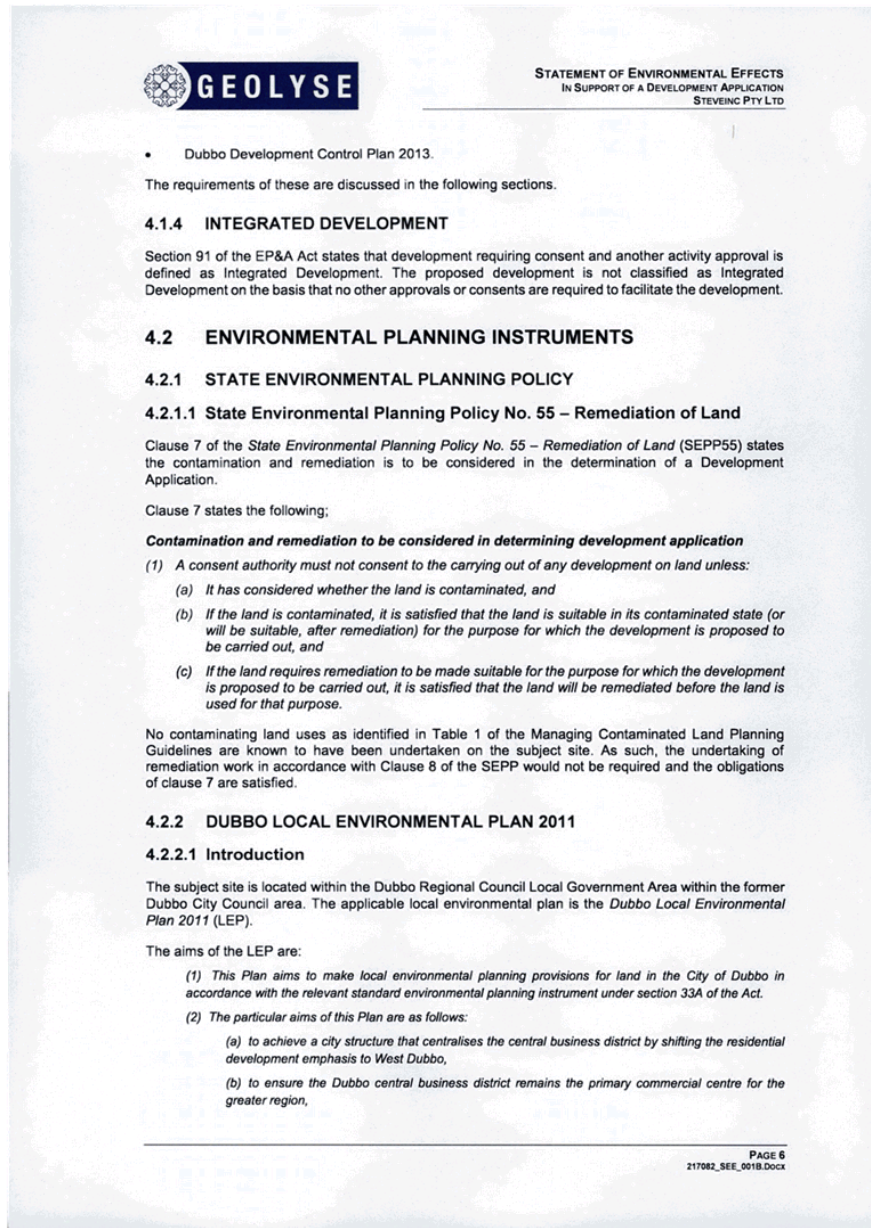 GEOLYSE
STATEMENT OF ENVIRONMENTAL EFFECTS
IN SUPPORT OF A DEVELOPMENT APPLICATION
STEVEINC PTY LTD
• Dubbo Development Control Plan 2013.
The requirements of these are discussed in the following sections.
4.1.4 INTEGRATED DEVELOPMENT
Section 91 of the EP&A Act states that development requiring consent and another activity approval is
defined as Integrated Development. The proposed development is not classified as Integrated
Development on the basis that no other approvals or consents are required to facilitate the development.
4.2 ENVIRONMENTAL PLANNING INSTRUMENTS
4.2.1 STATE ENVIRONMENTAL PLANNING POLICY
4.2.1.1 State Environmental Planning Policy No. 55 – Remediation of Land
Clause 7 of the State Environmental Planning Policy No. 55 – Remediation of Land (SEPP55) states
the contamination and remediation is to be considered in the determination of a Development
Application.
Clause 7 states the following;
Contamination and remediation to be considered in determining development application
(1) A consent authority must not consent to the carrying out of any development on land unless:
(a) It has considered whether the land is contaminated, and
(b) If the land is contaminated, it is satisfied that the land is suitable in its contaminated state (or
will be suitable, after remediation) for the purpose for which the development is proposed to
be carried out, and
(c) If the land requires remediation to be made suitable for the purpose for which the development
is proposed to be carried out, it is satisfied that the land will be remediated before the land is
used for that purpose.
No contaminating land uses as identified in Table 1 of the Managing Contaminated Land Planning
Guidelines are known to have been undertaken on the subject site. As such, the undertaking of
remediation work in accordance with Clause 8 of the SEPP would not be required and the obligations
of clause 7 are satisfied.
4.2.2 DUBBO LOCAL ENVIRONMENTAL PLAN 2011
4.2.2.1 Introduction
The subject site is located within the Dubbo Regional Council Local Government Area within the former
Dubbo City Council area. The applicable local environmental plan is the Dubbo Local Environmental
Plan 2011 (LEP).
The aims of the LEP are:
(1) This Plan aims to make local environmental planning provisions for land in the City of Dubbo in
accordance with the relevant standard environmental planning instrument under section 33A of the Act.
(2) The particular aims of this Plan are as follows:
(a) to achieve a city structure that centralises the central business district by shifting the residential
development emphasis to West Dubbo,
(b) to ensure the Dubbo central business district remains the primary commercial centre for the
greater region,
PAGE 6
217082_SEE_001B.DOCX